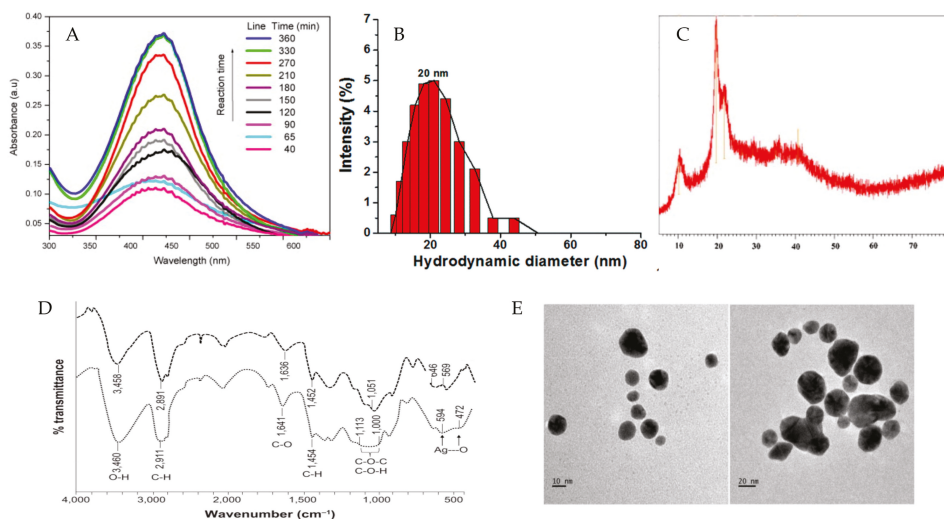 A
Line Time (min)
360
330
270
210
180
150
120
90
65
40
Reaction time
Absorbance (a.u)
0.40
0.35
0.30
0.25
0.20
0.15
0.10
0.05
300 350 400 450 500 550 600
Wavelength (nm)
B
20 nm
Intensity (%)
7
6
5
4
3
2
1
0
20 40 60 80
Hydrodynamic diameter (nm)
C
10 20 30 40 50 60 70
D
% transmittance
3,458
2,891
1,636
1,452
1,051
569
3,460
2,911
1,641
1,454
1,113
1,000
594
472
O–H
C–H
C–O
C–H
C–O–C
C–O–H
Ag---O
4,000 3,000 2,000 1,500 1,000 500
Wavenumber (cm⁻¹)
E
10 nm
20 nm